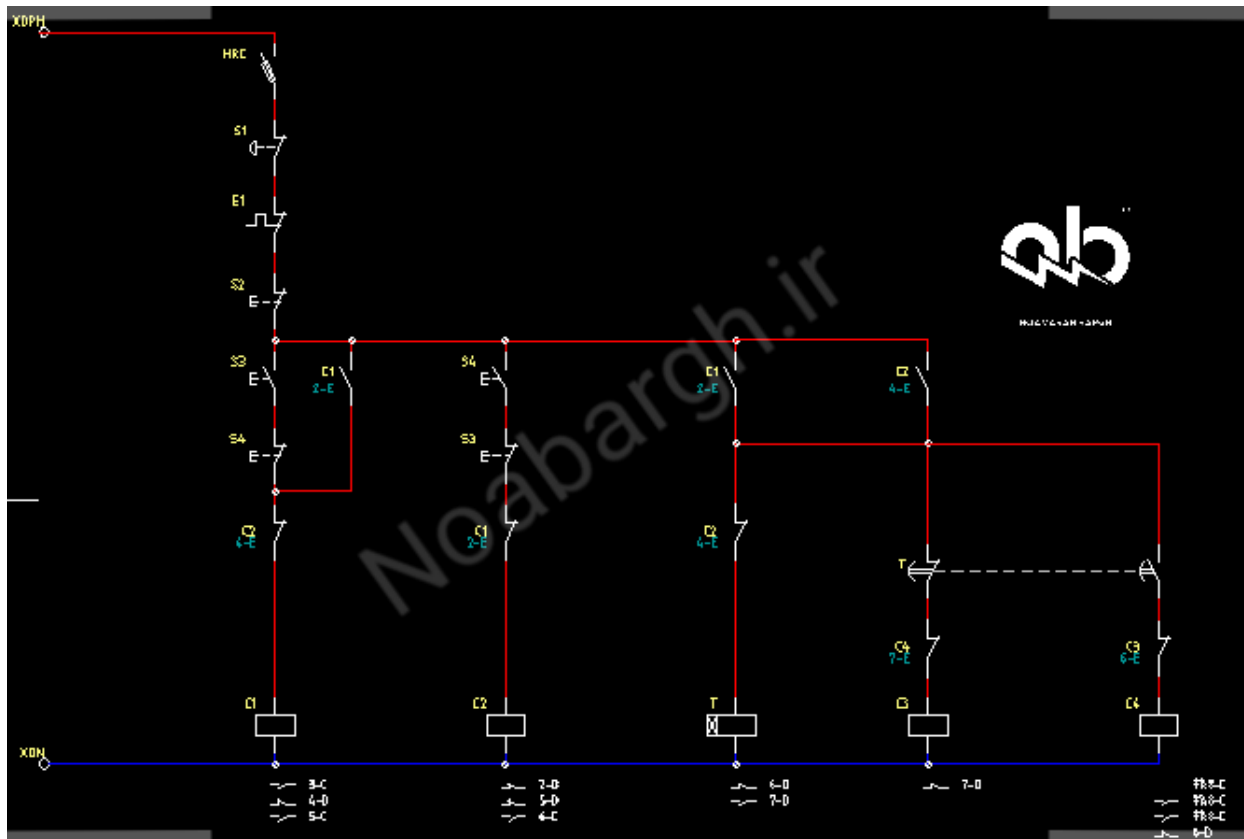 XDPH
HRC
S1
E1
S2
S3
C1
2-E
S4
C1
2-E
C2
4-E
S4
S3
C2
4-E
C1
2-E
C2
4-E
T
C4
7-E
C3
6-E
C1
C2
T
C3
C4
XDN
3-C
4-D
5-C
2-D
5-D
6-C
6-D
7-D
7-D
Noabargh.ir